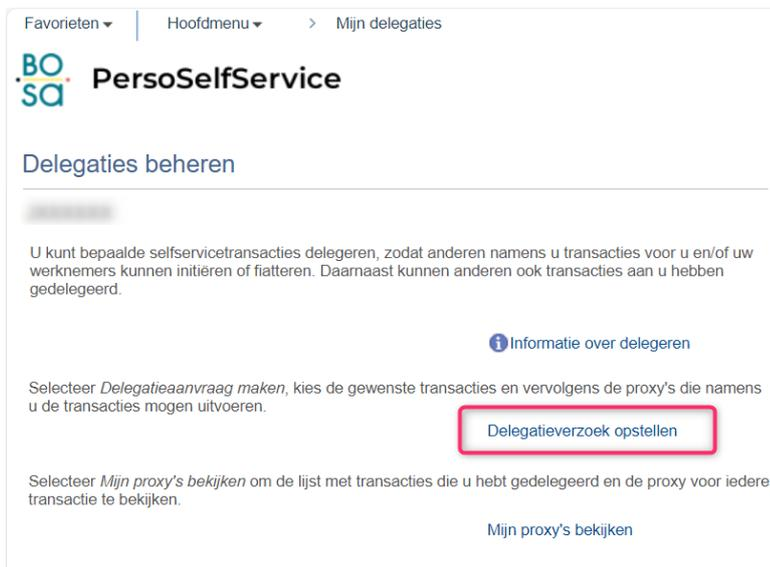 Favorieten Hoofdmenu > Mijn delegaties
BO
SA PersoSelfService
Delegaties beheren
U kunt bepaalde selfservicetransacties delegeren, zodat anderen namens u transacties voor u en/of uw
werknemers kunnen initiëren of fiatteren. Daarnaast kunnen anderen ook transacties aan u hebben
gedelegeerd.
Informatie over delegeren
Selecteer Delegatieaanvraag maken, kies de gewenste transacties en vervolgens de proxy's die namens
u de transacties mogen uitvoeren.
Delegatieverzoek opstellen
Selecteer Mijn proxy's bekijken om de lijst met transacties die u hebt gedelegeerd en de proxy voor iedere
transactie te bekijken.
Mijn proxy's bekijken